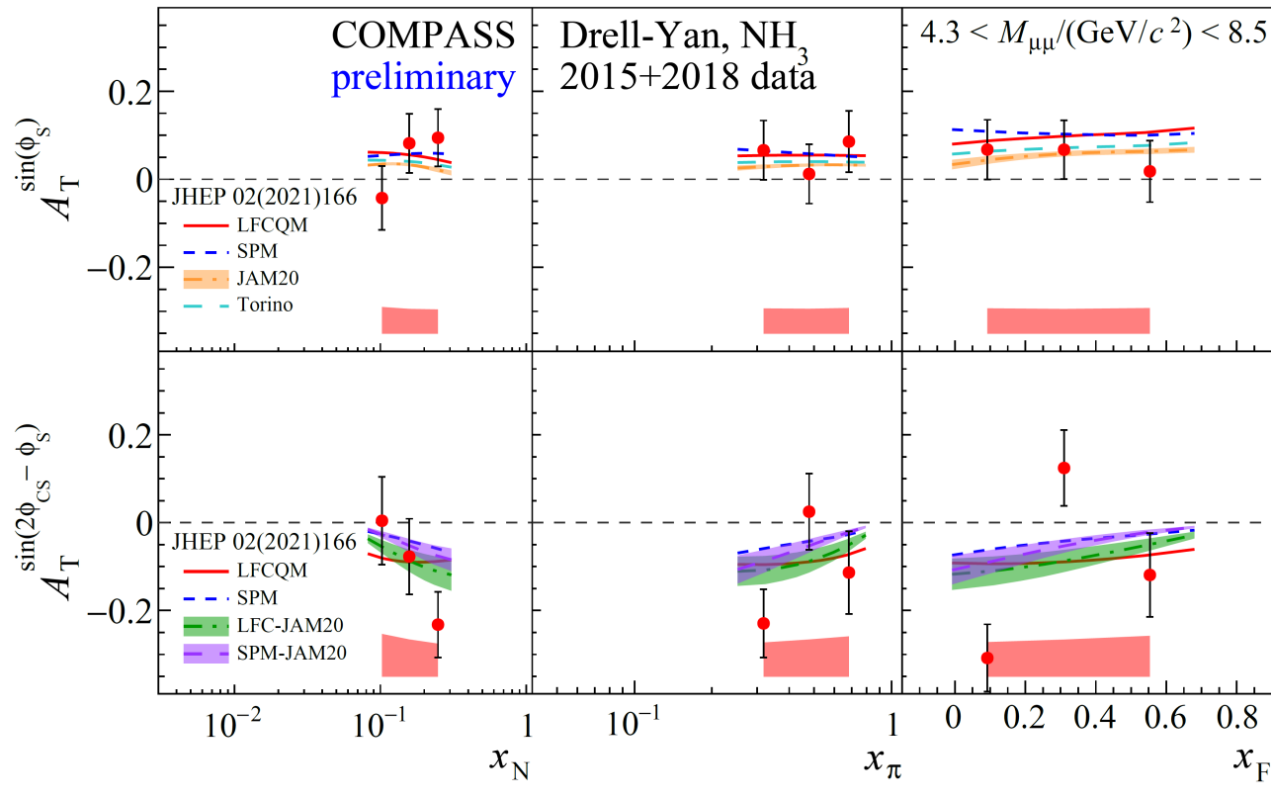 COMPASS
preliminary
Drell-Yan, NH₃
2015+2018 data
4.3 < M_μμ/(GeV/c²) < 8.5
A_T^sin(ϕ_S)
0.2
0
−0.2
JHEP 02(2021)166
LFCQM
SPM
JAM20
Torino
A_T^sin(2ϕ_CS − ϕ_S)
0.2
0
−0.2
JHEP 02(2021)166
LFCQM
SPM
LFC-JAM20
SPM-JAM20
10⁻² 10⁻¹ 1
x_N
10⁻¹ 1
x_π
0 0.2 0.4 0.6 0.8
x_F